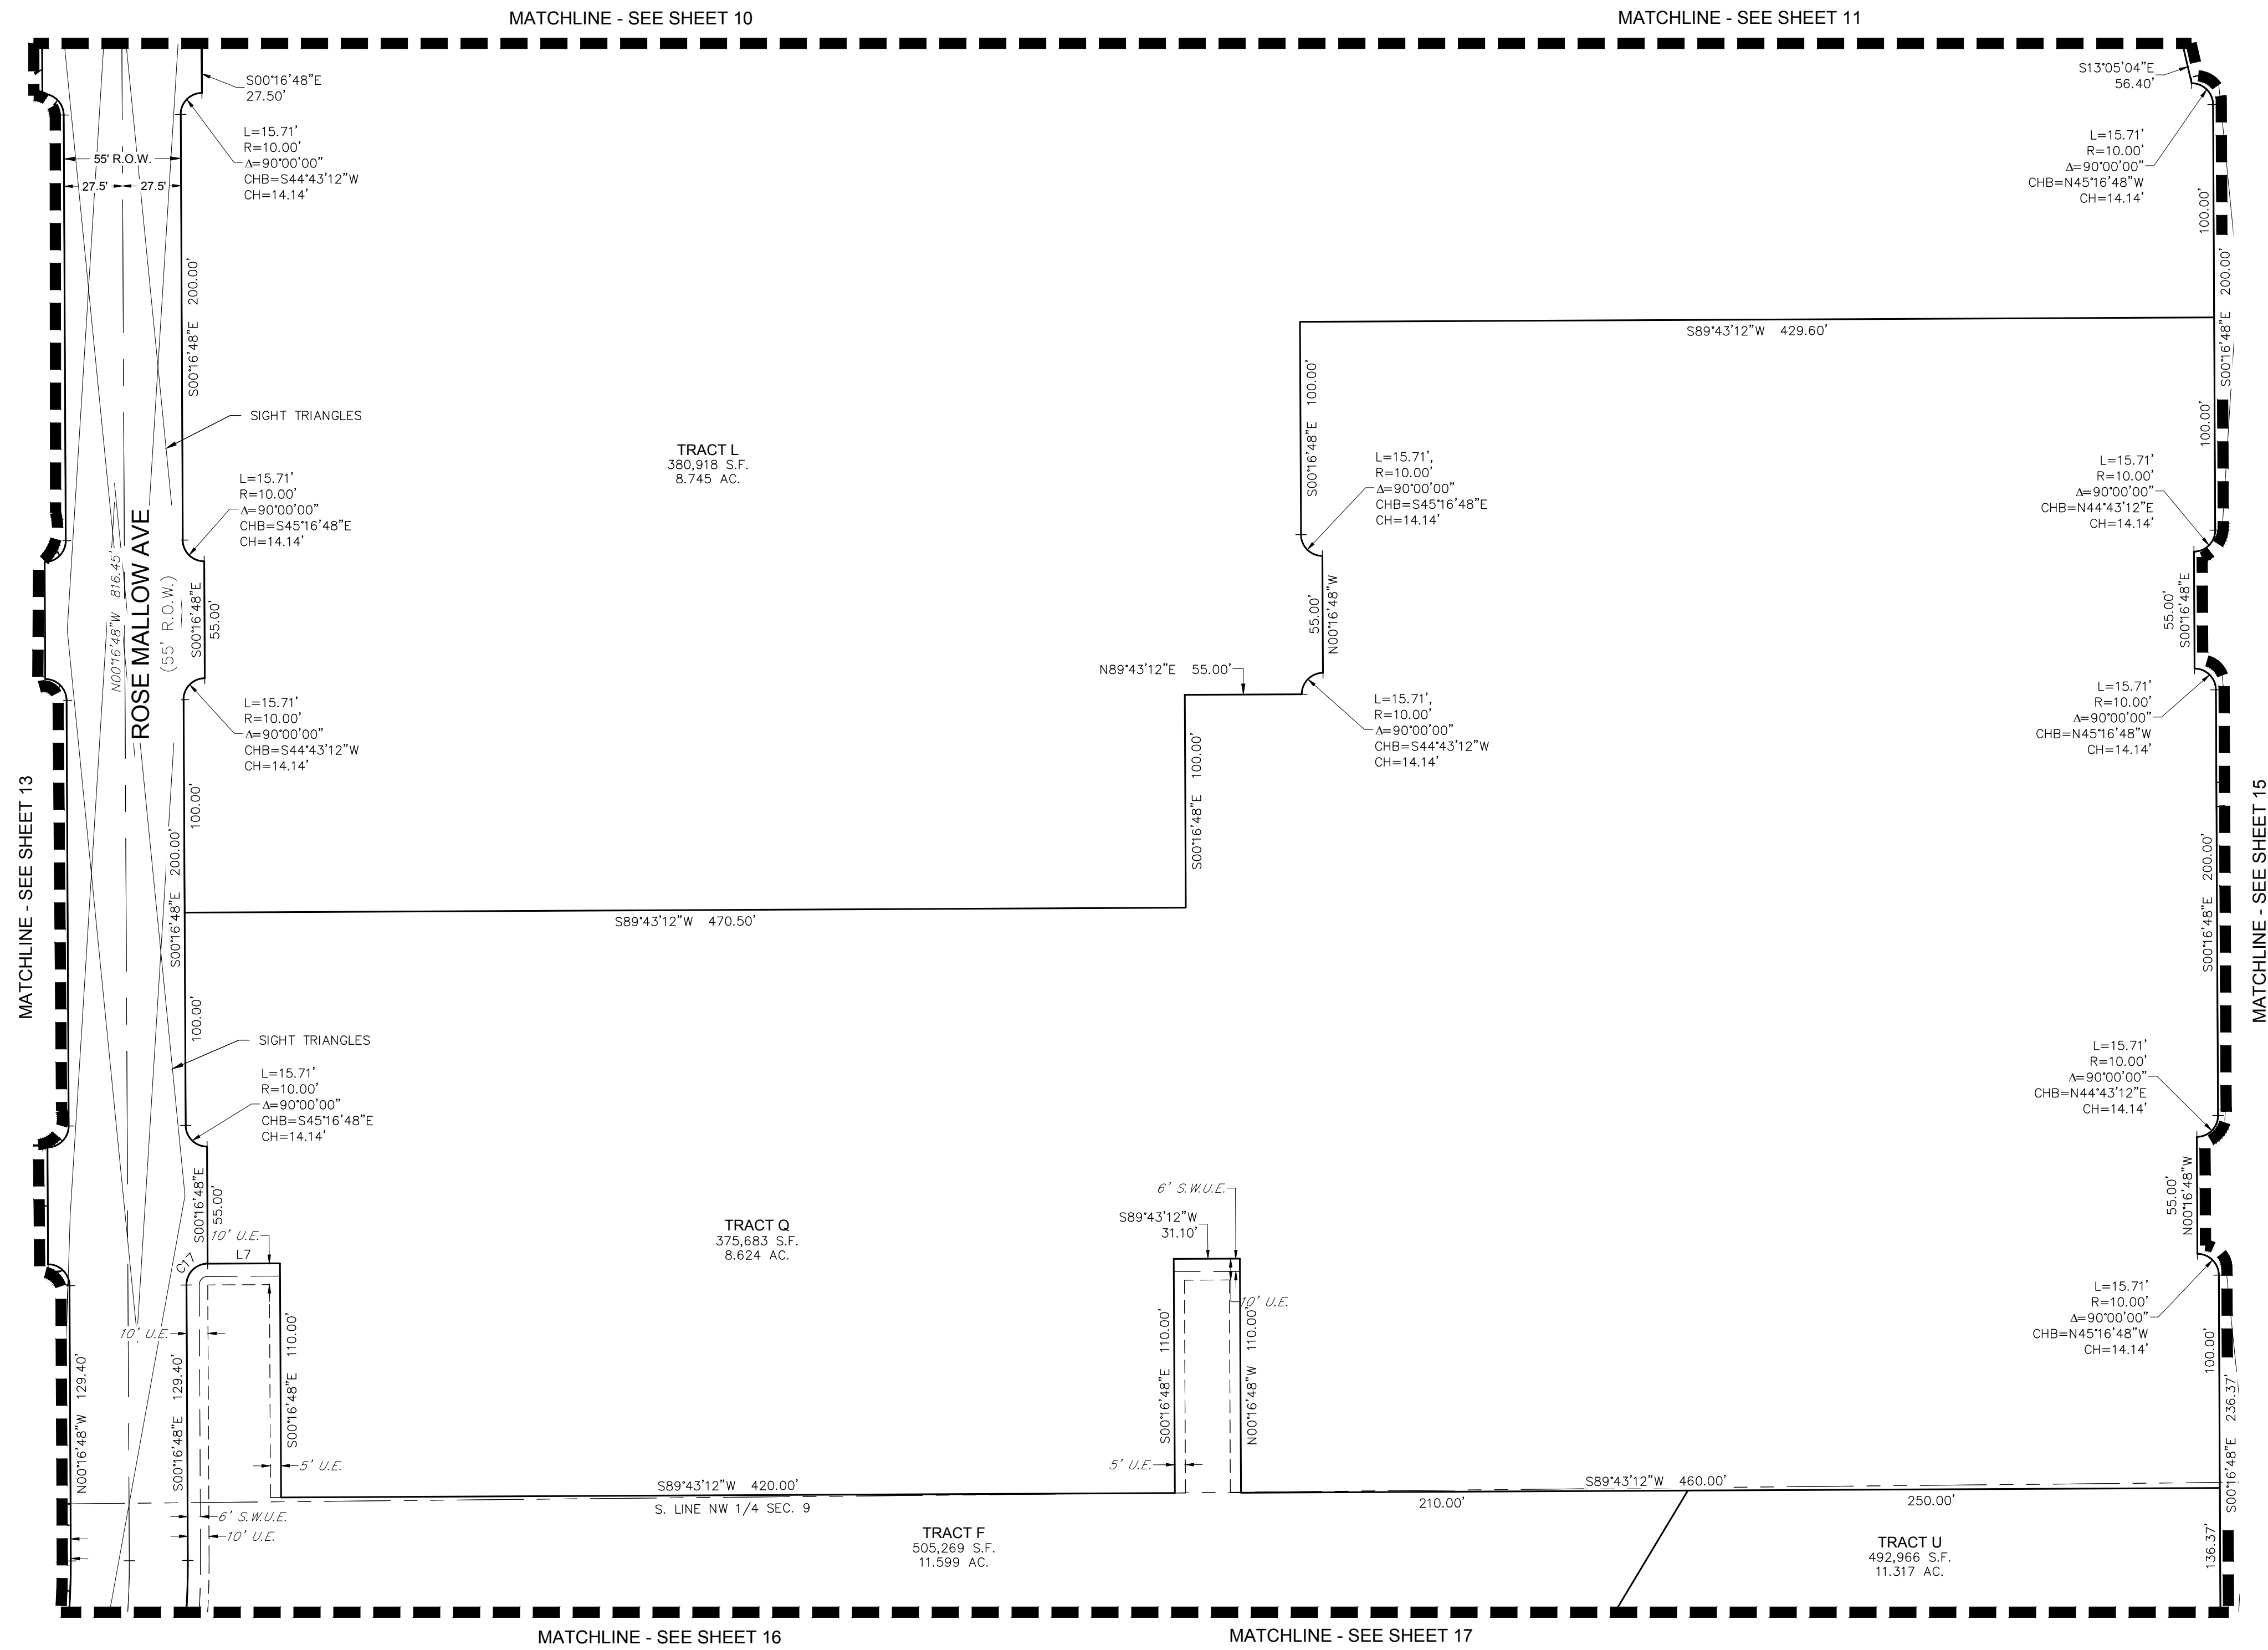 MATCHLINE - SEE SHEET 10
MATCHLINE - SEE SHEET 11
S00°16'48"E
27.50'
L=15.71'
R=10.00'
Δ=90°00'00"
CHB=S44°43'12"W
CH=14.14'
55' R.O.W.
27.5'
27.5'
S13°05'04"E
56.40'
L=15.71'
R=10.00'
Δ=90°00'00"
CHB=N45°16'48"W
CH=14.14'
100.00'
S00°16'48"E 200.00'
100.00'
S00°16'48"E 200.00'
S89°43'12"W 429.60'
S00°16'48"E 100.00'
SIGHT TRIANGLES
TRACT L
380,918 S.F.
8.745 AC.
L=15.71'
R=10.00'
Δ=90°00'00"
CHB=S45°16'48"E
CH=14.14'
L=15.71',
R=10.00'
Δ=90°00'00"
CHB=S45°16'48"E
CH=14.14'
L=15.71'
R=10.00'
Δ=90°00'00"
CHB=N44°43'12"E
CH=14.14'
N00°16'48"W 816.45'
ROSE MALLOW AVE
(55' R.O.W.)
S00°16'48"E
55.00'
55.00'
N00°16'48"W
55.00'
S00°16'48"E
N89°43'12"E 55.00'
L=15.71'
R=10.00'
Δ=90°00'00"
CHB=S44°43'12"W
CH=14.14'
L=15.71',
R=10.00'
Δ=90°00'00"
CHB=S44°43'12"W
CH=14.14'
L=15.71'
R=10.00'
Δ=90°00'00"
CHB=N45°16'48"W
CH=14.14'
MATCHLINE - SEE SHEET 13
MATCHLINE - SEE SHEET 15
100.00'
S00°16'48"E 200.00'
100.00'
S00°16'48"E 100.00'
S00°16'48"E 200.00'
S89°43'12"W 470.50'
SIGHT TRIANGLES
L=15.71'
R=10.00'
Δ=90°00'00"
CHB=S45°16'48"E
CH=14.14'
L=15.71'
R=10.00'
Δ=90°00'00"
CHB=N44°43'12"E
CH=14.14'
S00°16'48"E
55.00'
55.00'
N00°16'48"W
6' S.W.U.E.
S89°43'12"W
31.10'
10' U.E.
L7
C17
TRACT Q
375,683 S.F.
8.624 AC.
10' U.E.
L=15.71'
R=10.00'
Δ=90°00'00"
CHB=N45°16'48"W
CH=14.14'
10' U.E.
N00°16'48"W 129.40'
S00°16'48"E 129.40'
S00°16'48"E 110.00'
S00°16'48"E 110.00'
N00°16'48"W 110.00'
100.00'
S00°16'48"E 236.37'
136.37'
5' U.E.
5' U.E.
S89°43'12"W 420.00'
S. LINE NW 1/4 SEC. 9
S89°43'12"W 460.00'
210.00'
250.00'
6' S.W.U.E.
10' U.E.
TRACT F
505,269 S.F.
11.599 AC.
TRACT U
492,966 S.F.
11.317 AC.
MATCHLINE - SEE SHEET 16
MATCHLINE - SEE SHEET 17